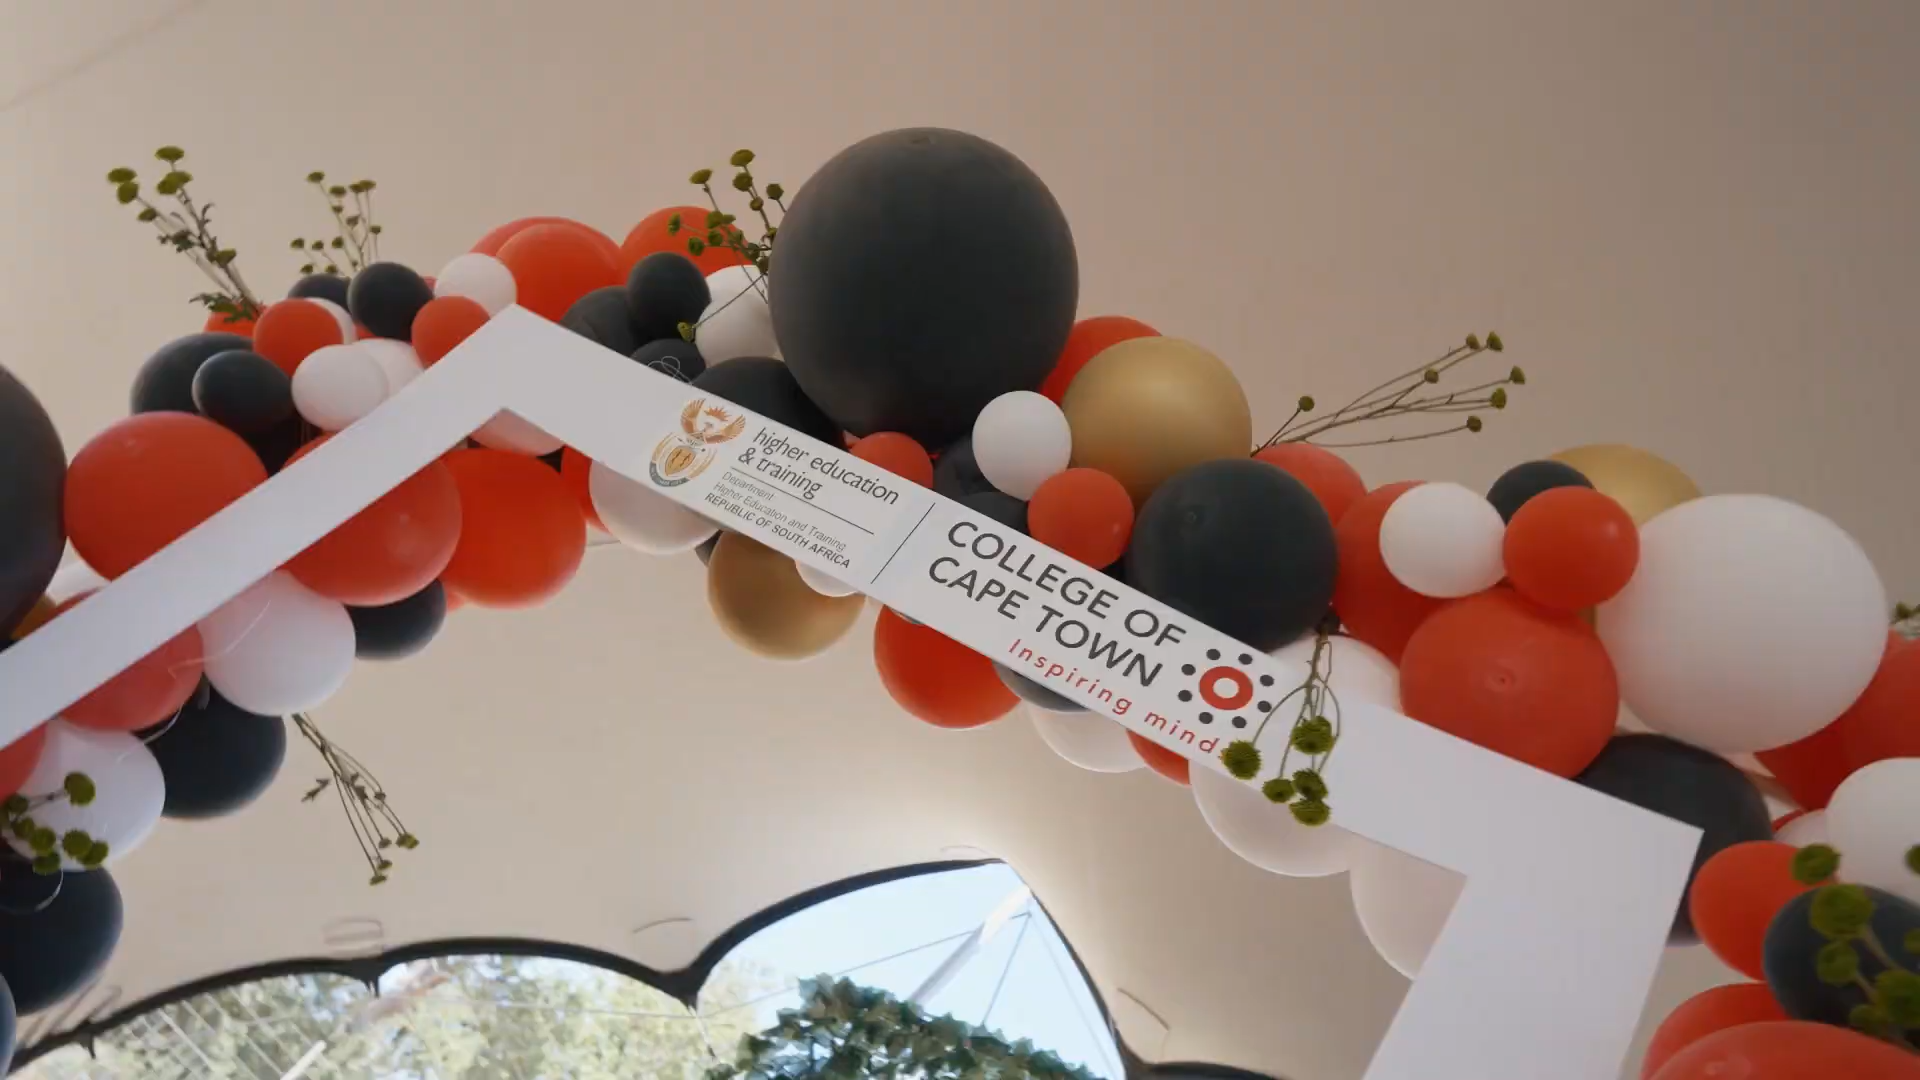 higher education
& training
Department
Higher Education and Training
REPUBLIC OF SOUTH AFRICA
COLLEGE OF
CAPE TOWN
Inspiring mind